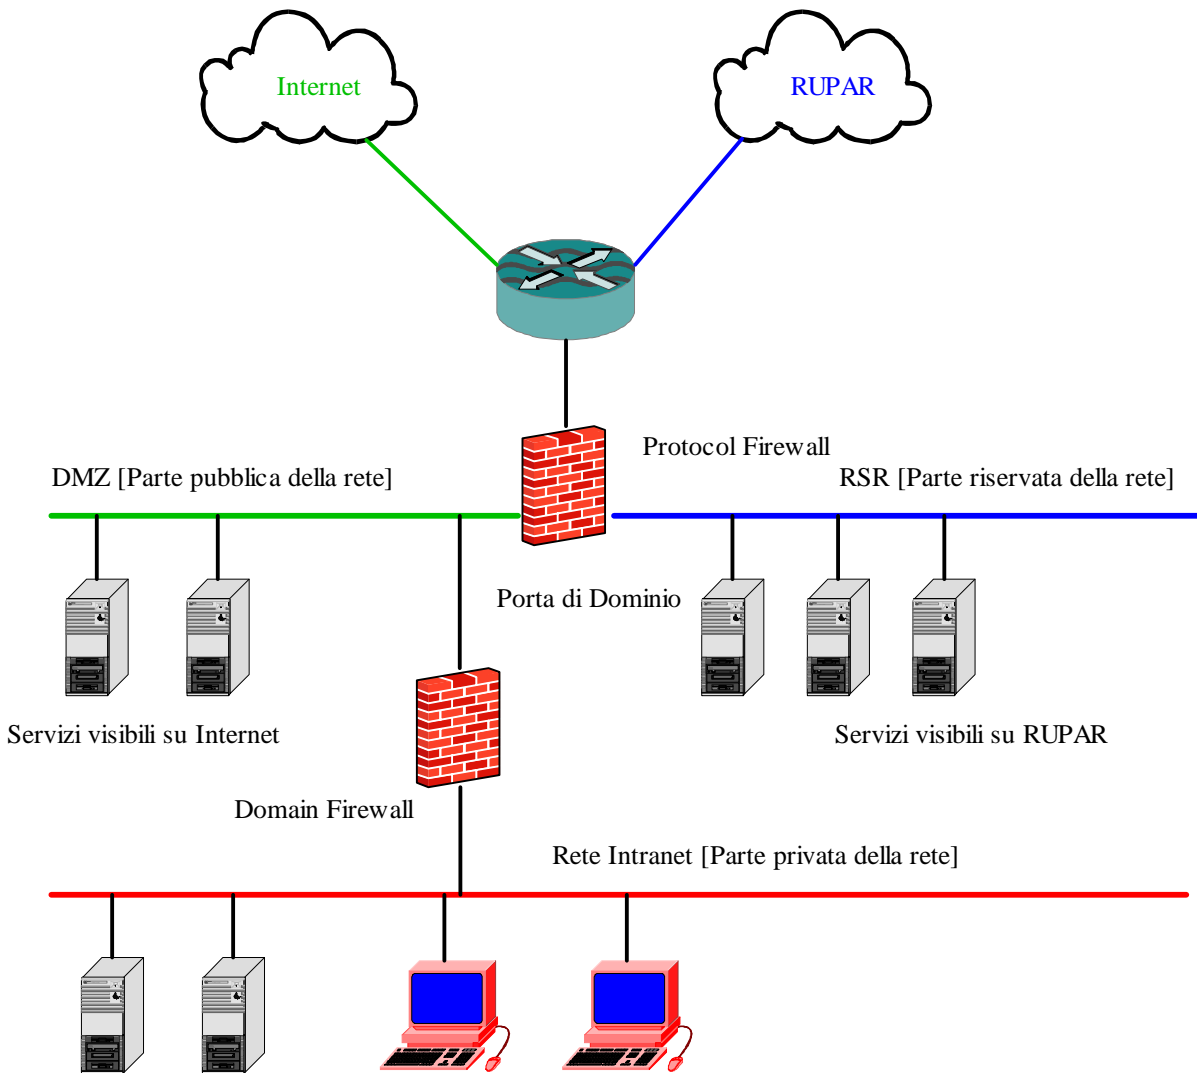 Internet
RUPAR
Protocol Firewall
DMZ [Parte pubblica della rete]
RSR [Parte riservata della rete]
Porta di Dominio
Servizi visibili su Internet
Servizi visibili su RUPAR
Domain Firewall
Rete Intranet [Parte privata della rete]